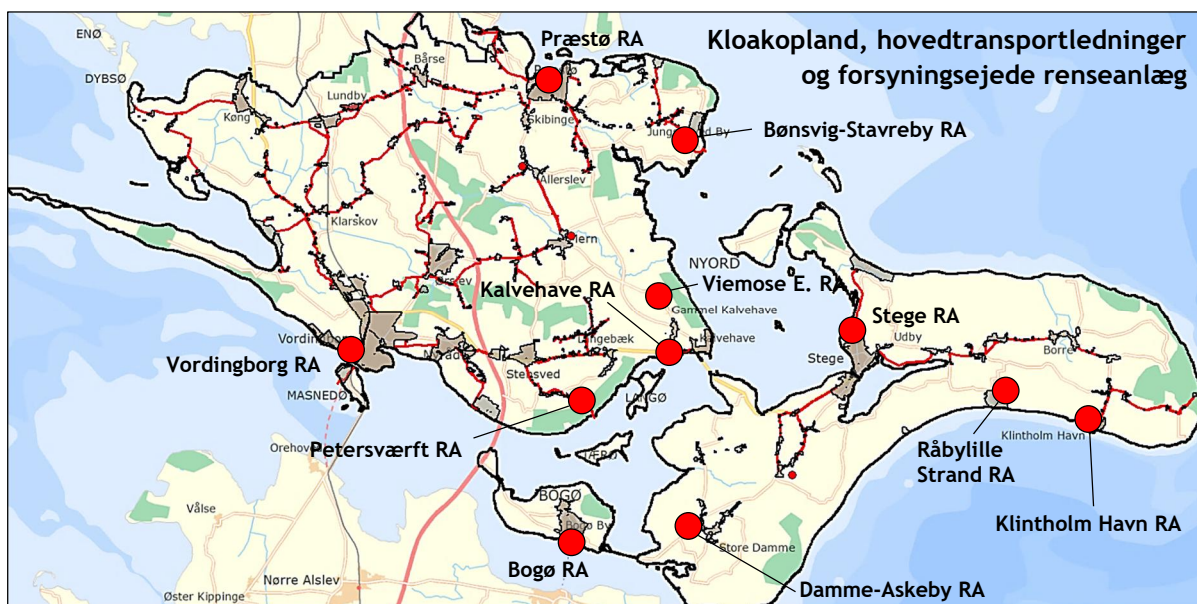 Kloakopland, hovedtransportledninger
og forsyningsejede renseanlæg
ENØ
DYBSØ
Præstø RA
Bårse
Lundby
Køng
Skibinge
Bønsvig-Stavreby RA
Allerslev
Klarskov
Mern
NYORD
Ørslev
Kalvehave RA
Viemose E. RA
Gammel Kalvehave
Kalvehave
Stege RA
Udby
Stege
Borre
Langebæk
Vordingborg RA
Nyråd
Stensved
MASNEDØ
LANGØ
Petersværft RA
TÆRØ
Klintholm Havn
Råbylille
Strand RA
Klintholm Havn RA
BOGØ
Bogø By
Bogø RA
Store Damme
Damme-Askeby RA
Vålse
Nørre Alslev
Øster Kippinge